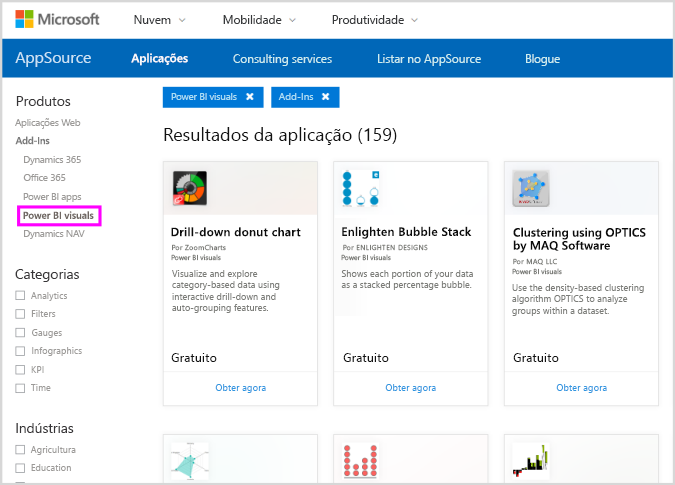 Microsoft
Nuvem
Mobilidade
Produtividade
AppSource
Aplicações
Consulting services
Listar no AppSource
Blogue
Produtos
Aplicações Web
Add-Ins
Dynamics 365
Office 365
Power BI apps
Power BI visuals
Dynamics NAV
Categorias
Analytics
Filters
Gauges
Infographics
KPI
Time
Indústrias
Agricultura
Education
Power BI visuals
Add-Ins
Resultados da aplicação (159)
Drill-down donut chart
Por ZoomCharts
Power BI visuals
Visualize and explore
category-based data using
interactive drill-down and
auto-grouping features.
Gratuito
Obter agora
Enlighten Bubble Stack
Por ENLIGHTEN DESIGNS
Power BI visuals
Shows each portion of your data
as a stacked percentage bubble.
Gratuito
Obter agora
Clustering using OPTICS
by MAQ Software
Por MAQ LLC
Power BI visuals
Use the density-based clustering
algorithm OPTICS to analyze
groups within a dataset.
Gratuito
Obter agora